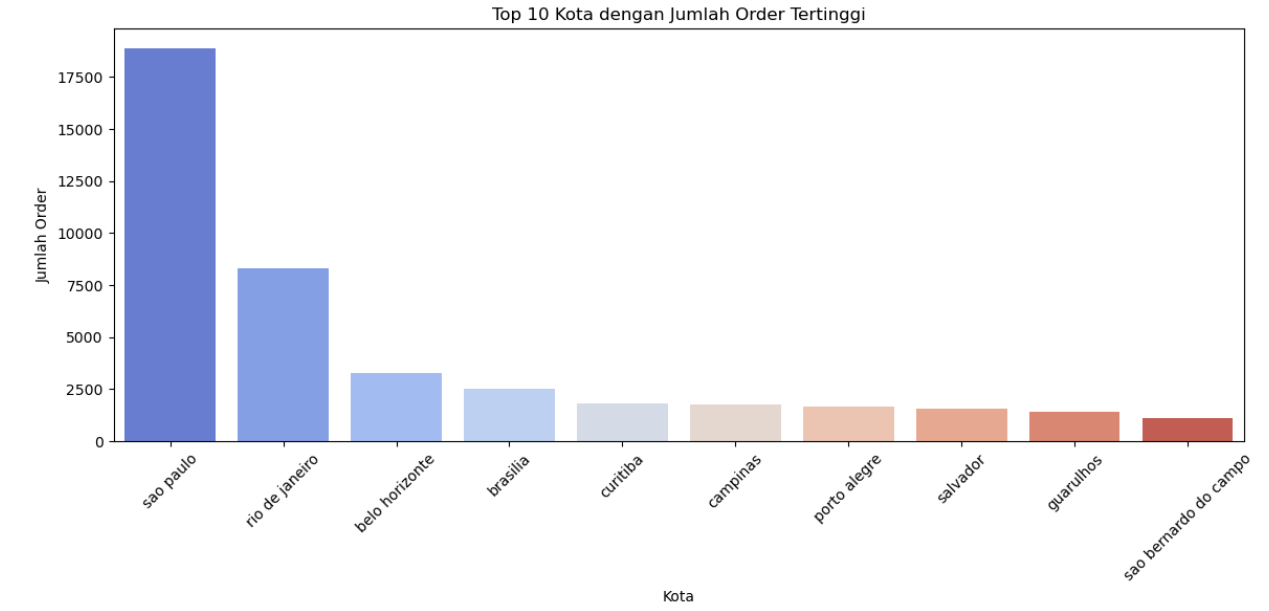 Top 10 Kota dengan Jumlah Order Tertinggi
Jumlah Order
17500
15000
12500
10000
7500
5000
2500
0
sao paulo
rio de janeiro
belo horizonte
brasilia
curitiba
campinas
porto alegre
salvador
guarulhos
sao bernardo do campo
Kota